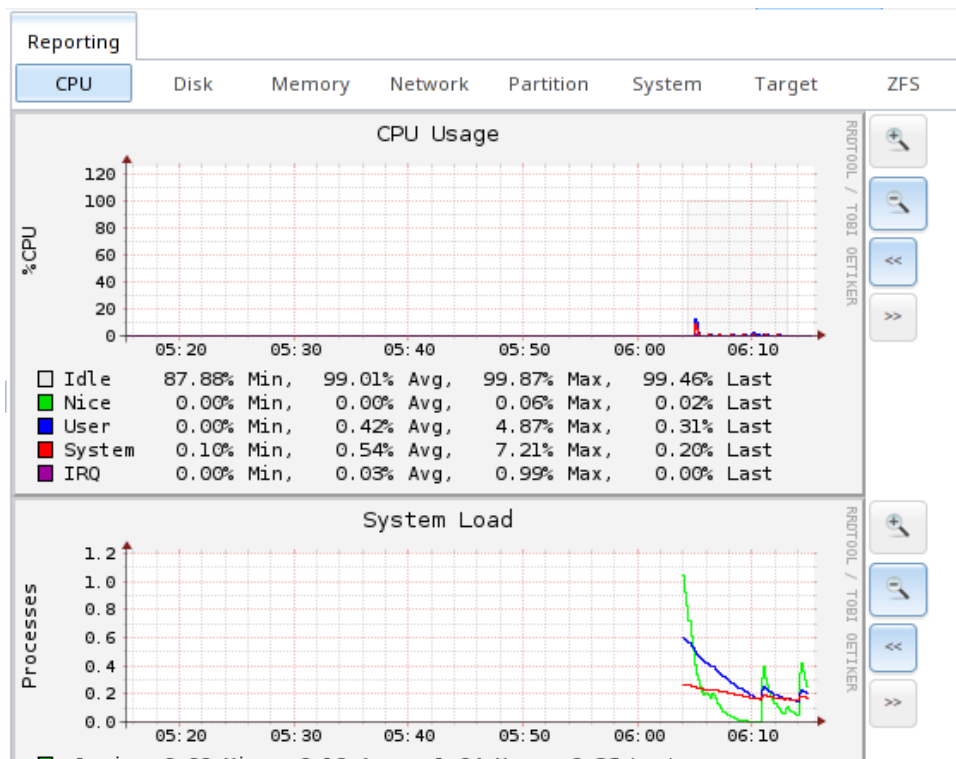 Reporting
CPU Disk Memory Network Partition System Target ZFS
CPU Usage
RRDTOOL / TOBI OETIKER
%CPU
120
100
80
60
40
20
0
05:20 05:30 05:40 05:50 06:00 06:10
Idle 87.88% Min, 99.01% Avg, 99.87% Max, 99.46% Last
Nice 0.00% Min, 0.00% Avg, 0.06% Max, 0.02% Last
User 0.00% Min, 0.42% Avg, 4.87% Max, 0.31% Last
System 0.10% Min, 0.54% Avg, 7.21% Max, 0.20% Last
IRQ 0.00% Min, 0.03% Avg, 0.99% Max, 0.00% Last
<<
>>
System Load
RRDTOOL / TOBI OETIKER
Processes
1.2
1.0
0.8
0.6
0.4
0.2
0.0
05:20 05:30 05:40 05:50 06:00 06:10
<<
>>